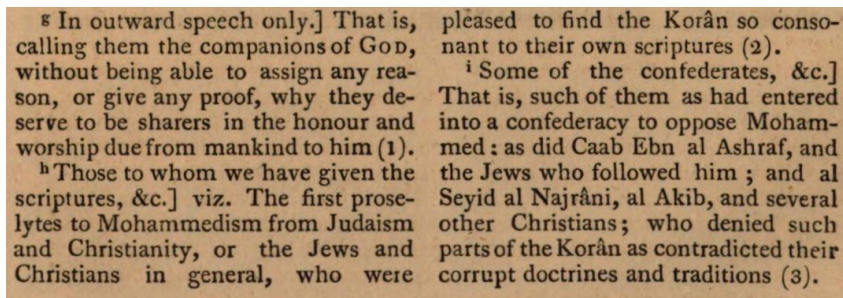 g In outward speech only.] That is,
calling them the companions of GOD,
without being able to assign any rea-
son, or give any proof, why they de-
serve to be sharers in the honour and
worship due from mankind to him (1).
h Those to whom we have given the
scriptures, &c.] viz. The first prose-
lytes to Mohammedism from Judaism
and Christianity, or the Jews and
Christians in general, who were
pleased to find the Korân so conso-
nant to their own scriptures (2).
i Some of the confederates, &c.]
That is, such of them as had entered
into a confederacy to oppose Moham-
med : as did Caab Ebn al Ashraf, and
the Jews who followed him ; and al
Seyid al Najrâni, al Akib, and several
other Christians; who denied such
parts of the Korân as contradicted their
corrupt doctrines and traditions (3).